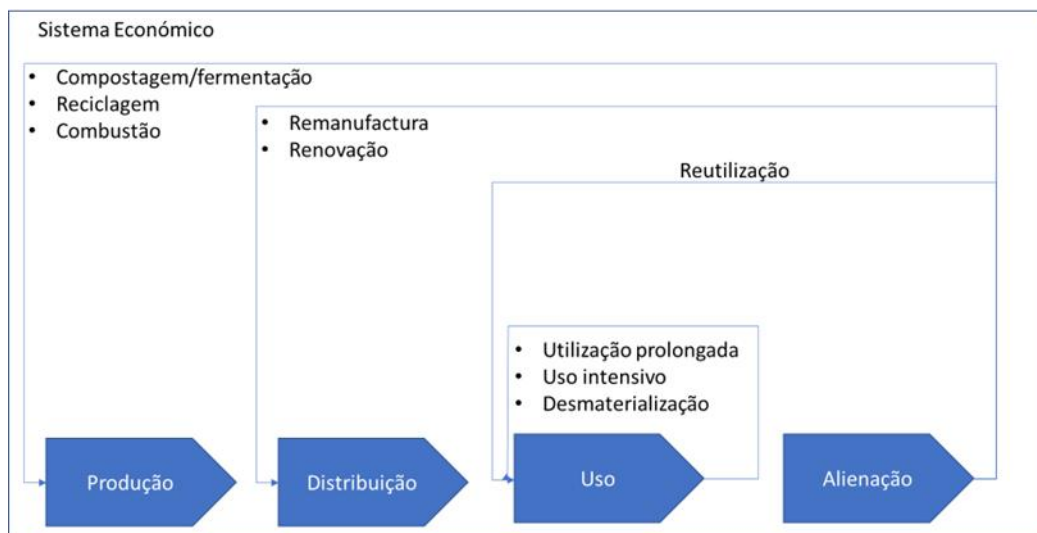 Sistema Económico
• Compostagem/fermentação
• Reciclagem
• Combustão
• Remanufactura
• Renovação
Reutilização
• Utilização prolongada
• Uso intensivo
• Desmaterialização
Produção
Distribuição
Uso
Alienação